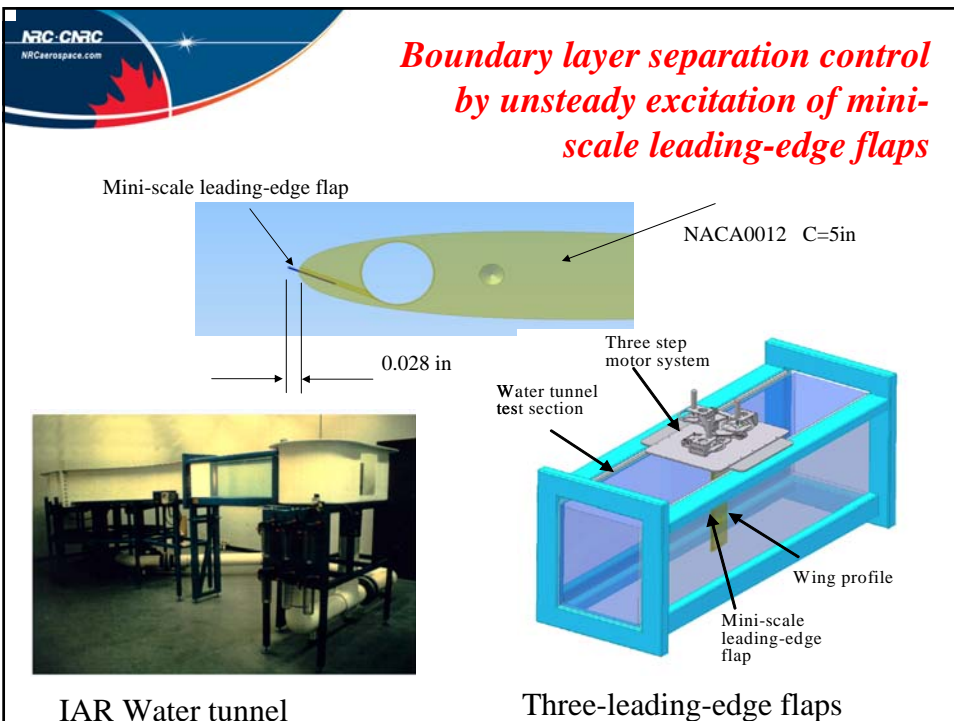 NRC·CNRC
NRCaerospace.com
Boundary layer separation control
by unsteady excitation of mini-
scale leading-edge flaps
Mini-scale leading-edge flap
NACA0012 C=5in
0.028 in
Three step
motor system
Water tunnel
test section
Wing profile
Mini-scale
leading-edge
flap
IAR Water tunnel
Three-leading-edge flaps